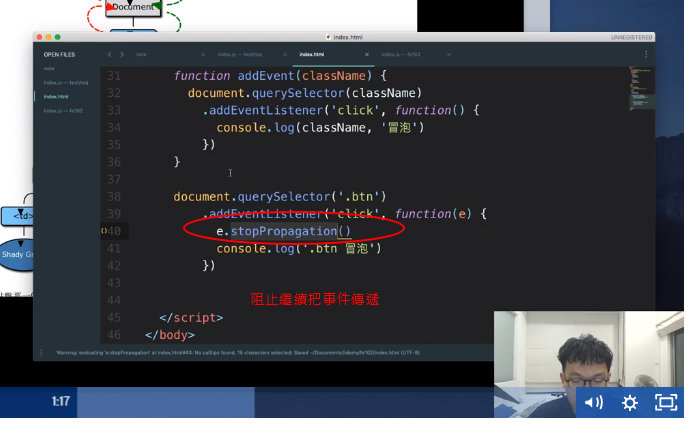 Document
index.html
UNREGISTERED
OPEN FILES
note
index.js — test/mq
index.html
index.js — fe102
note
index.js — test/mq
index.html
index.js — fe102
31 function addEvent(className) {
32 document.querySelector(className)
33 .addEventListener('click', function() {
34 console.log(className, '冒泡')
35 })
36 }
37
38 document.querySelector('.btn')
39 .addEventListener('click', function(e) {
40 e.stopPropagation()
41 console.log('.btn 冒泡')
42 })
43
44
阻止繼續把事件傳遞
45 </script>
46 </body>
<td>
Shady Gr
Warning: evaluating 'e.stopPropagation' at index.html#40: No calltips found, 15 characters selected, Saved ~/Documents/lidemy/fe102/index.html (UTF-8)
1:17